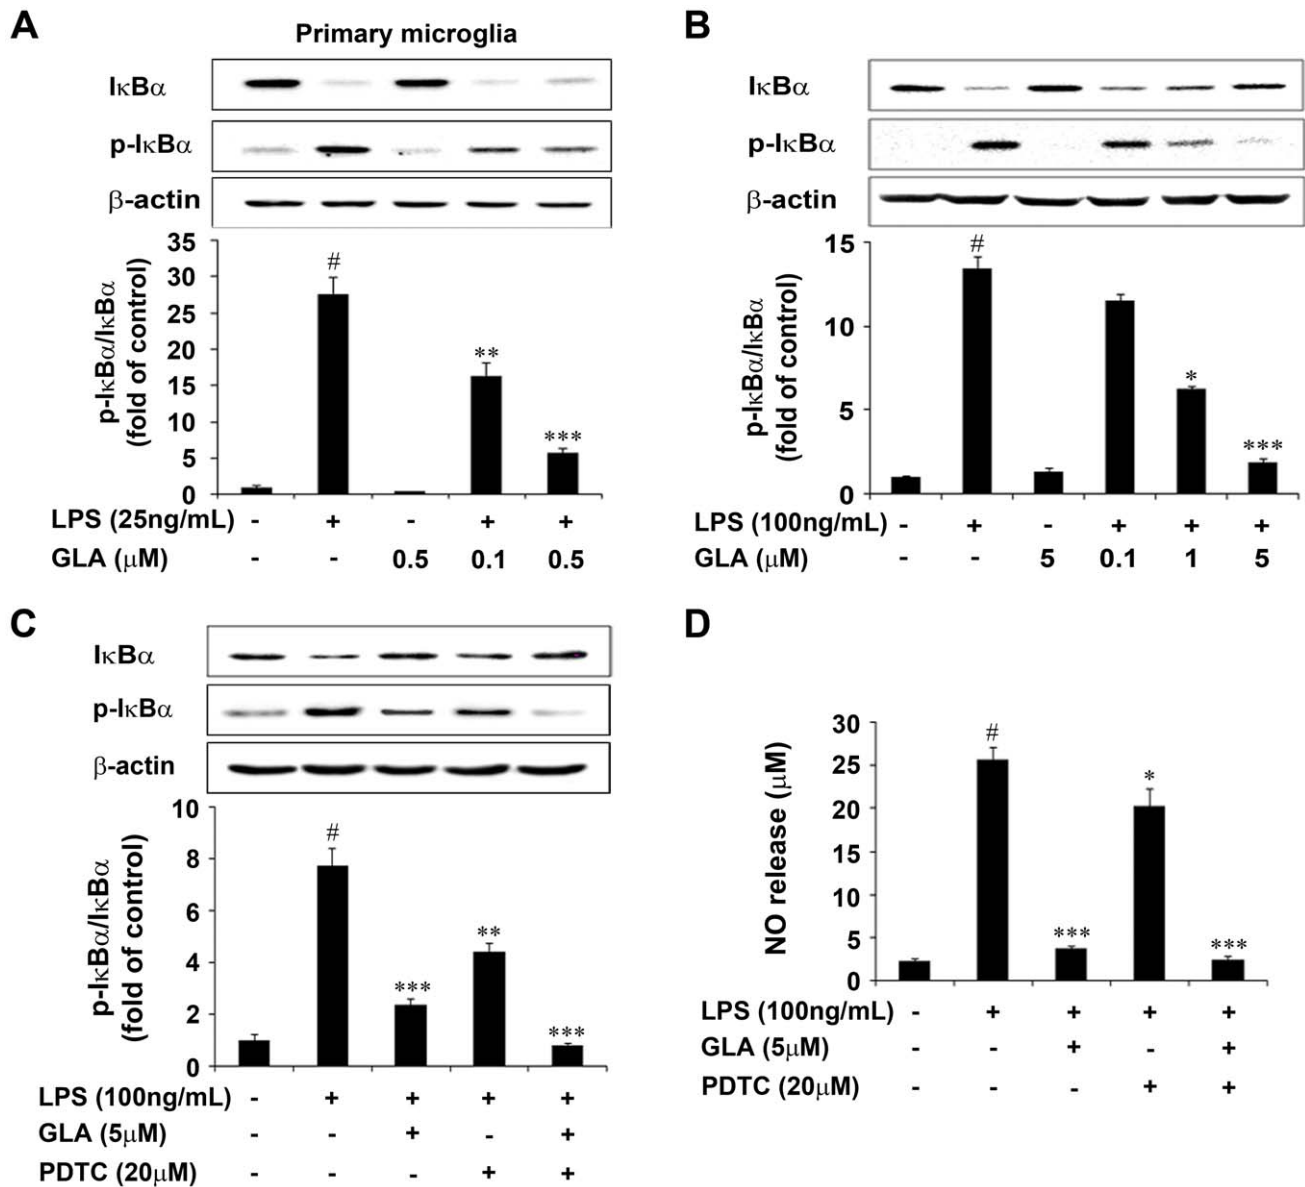 A
Primary microglia
IκBα
p-IκBα
β-actin
p-IκBα/IκBα
(fold of control)
35
30
25
20
15
10
5
0
#
**
***
LPS (25ng/mL) - + - + +
GLA (μM) - - 0.5 0.1 0.5
B
IκBα
p-IκBα
β-actin
p-IκBα/IκBα
(fold of control)
15
10
5
0
#
*
***
LPS (100ng/mL) - + - + + +
GLA (μM) - - 5 0.1 1 5
C
IκBα
p-IκBα
β-actin
p-IκBα/IκBα
(fold of control)
10
8
6
4
2
0
#
***
**
***
LPS (100ng/mL) - + + + +
GLA (5μM) - - + - +
PDTC (20μM) - - - + +
D
NO release (μM)
30
25
20
15
10
5
0
#
***
*
***
LPS (100ng/mL) - + + + +
GLA (5μM) - - + - +
PDTC (20μM) - - - + +